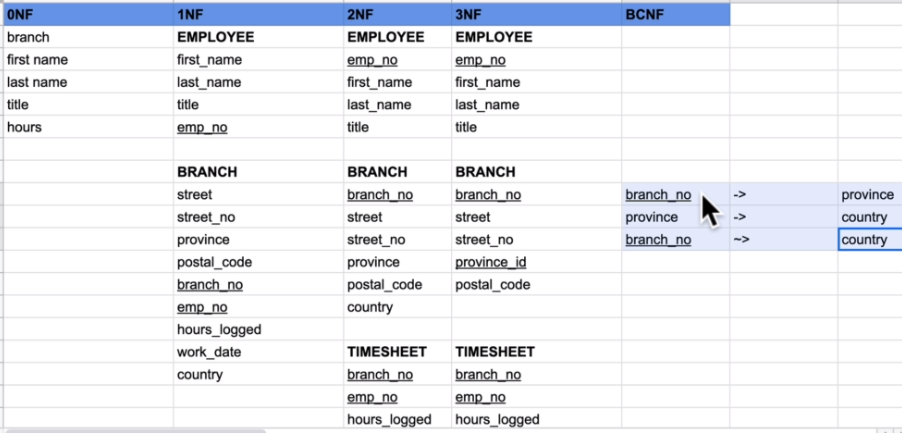 0NF 1NF 2NF 3NF BCNF
branch EMPLOYEE EMPLOYEE EMPLOYEE
first name first_name emp_no emp_no
last name last_name first_name first_name
title title last_name last_name
hours emp_no title title
BRANCH BRANCH BRANCH
street branch_no branch_no branch_no -> province
street_no street street province -> country
province street_no street_no branch_no ~> country
postal_code province province_id
branch_no postal_code postal_code
emp_no country
hours_logged
work_date TIMESHEET TIMESHEET
country branch_no branch_no
emp_no emp_no
hours_logged hours_logged